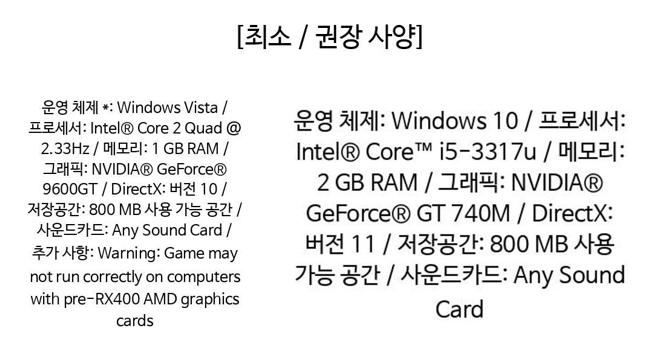 [최소 / 권장 사양]
운영 체제 *: Windows Vista /
프로세서: Intel® Core 2 Quad @
2.33Hz / 메모리: 1 GB RAM /
그래픽: NVIDIA® GeForce®
9600GT / DirectX: 버전 10 /
저장공간: 800 MB 사용 가능 공간 /
사운드카드: Any Sound Card /
추가 사항: Warning: Game may
not run correctly on computers
with pre-RX400 AMD graphics
cards
운영 체제: Windows 10 / 프로세서:
Intel® Core™ i5-3317u / 메모리:
2 GB RAM / 그래픽: NVIDIA®
GeForce® GT 740M / DirectX:
버전 11 / 저장공간: 800 MB 사용
가능 공간 / 사운드카드: Any Sound
Card